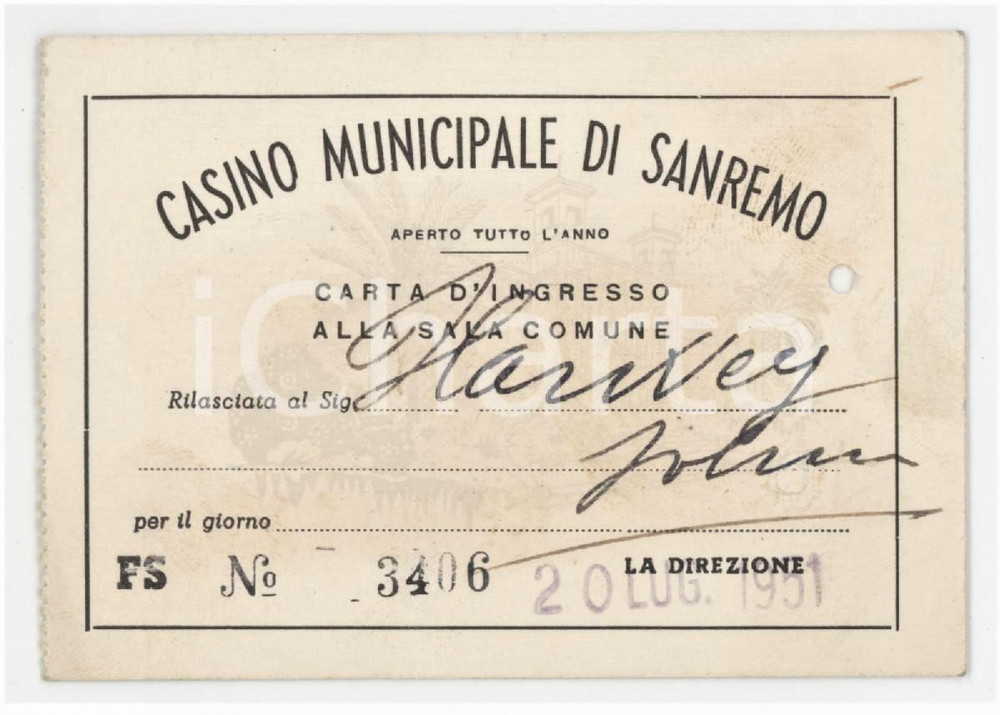 CASINO MUNICIPALE DI SANREMO
APERTO TUTTO L'ANNO
CARTA D'INGRESSO
ALLA SALA COMUNE
iCharta
Rilasciata al Sig. Harvey
John
per il giorno
FS No 3406
LA DIREZIONE
20 LUG. 1951